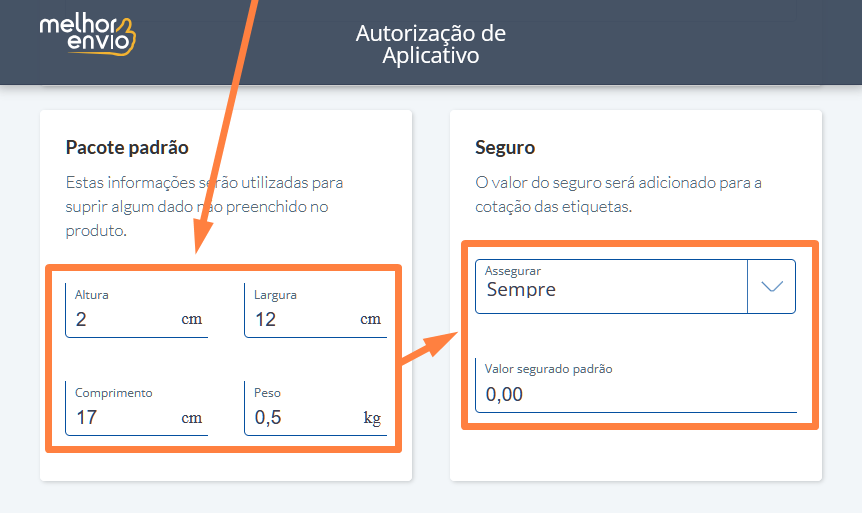 melhor
envio
Autorização de
Aplicativo
Pacote padrão
Estas informações serão utilizadas para
suprir algum dado não preenchido no
produto.
Altura
2 cm
Largura
12 cm
Comprimento
17 cm
Peso
0,5 kg
Seguro
O valor do seguro será adicionado para a
cotação das etiquetas.
Assegurar
Sempre
Valor segurado padrão
0,00